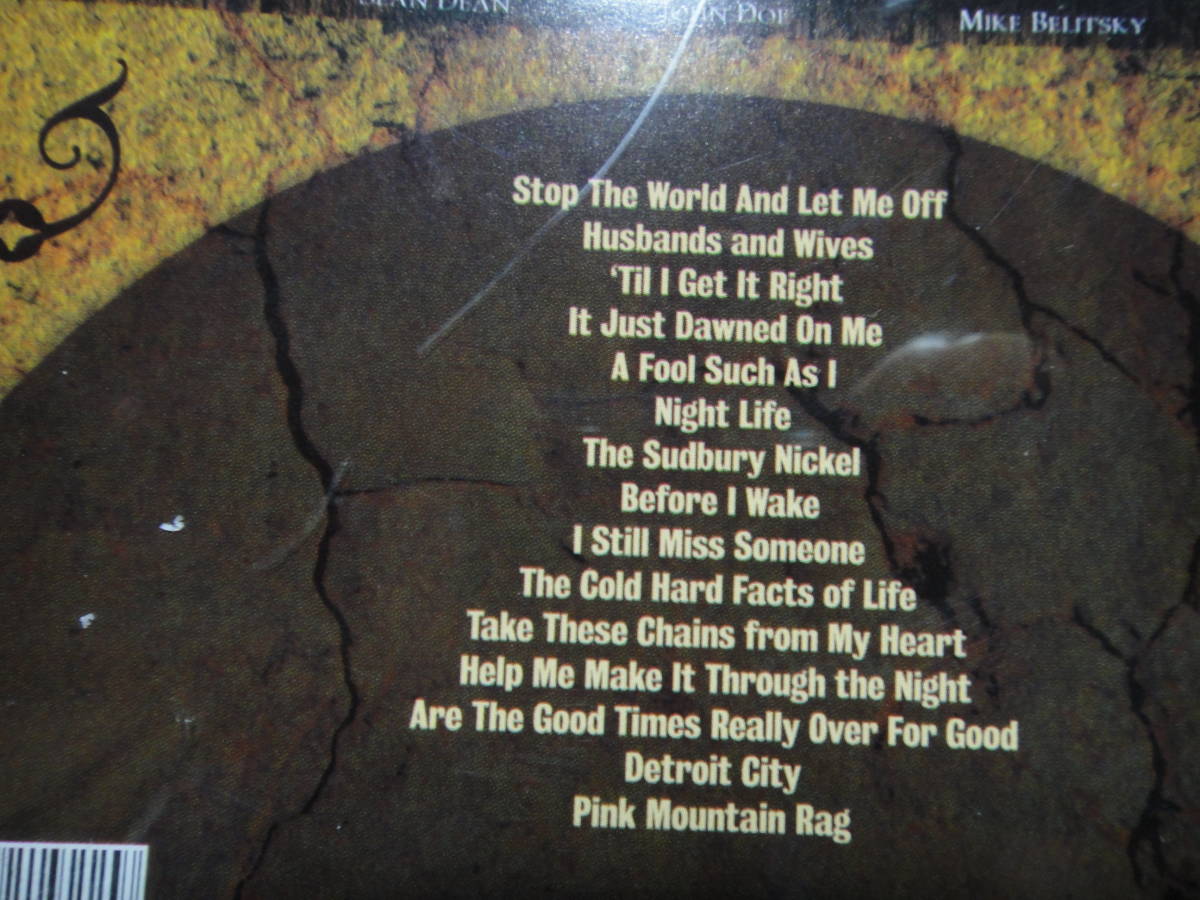 SEAN DEAN
JOHN DOE
MIKE BELITSKY
Stop The World And Let Me Off
Husbands and Wives
‘Til I Get It Right
It Just Dawned On Me
A Fool Such As I
Night Life
The Sudbury Nickel
Before I Wake
I Still Miss Someone
The Cold Hard Facts of Life
Take These Chains from My Heart
Help Me Make It Through the Night
Are The Good Times Really Over For Good
Detroit City
Pink Mountain Rag